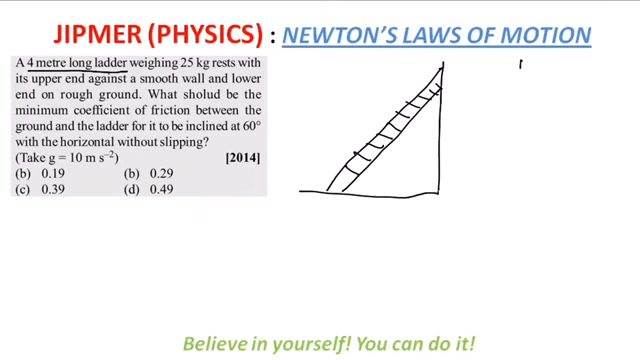 JIPMER (PHYSICS) : NEWTON'S LAWS OF MOTION
A 4 metre long ladder weighing 25 kg rests with
its upper end against a smooth wall and lower
end on rough ground. What sholud be the
minimum coefficient of friction between the
ground and the ladder for it to be inclined at 60°
with the horizontal without slipping?
(Take g = 10 m s⁻²) [2014]
(b) 0.19 (b) 0.29
(c) 0.39 (d) 0.49
Believe in yourself! You can do it!